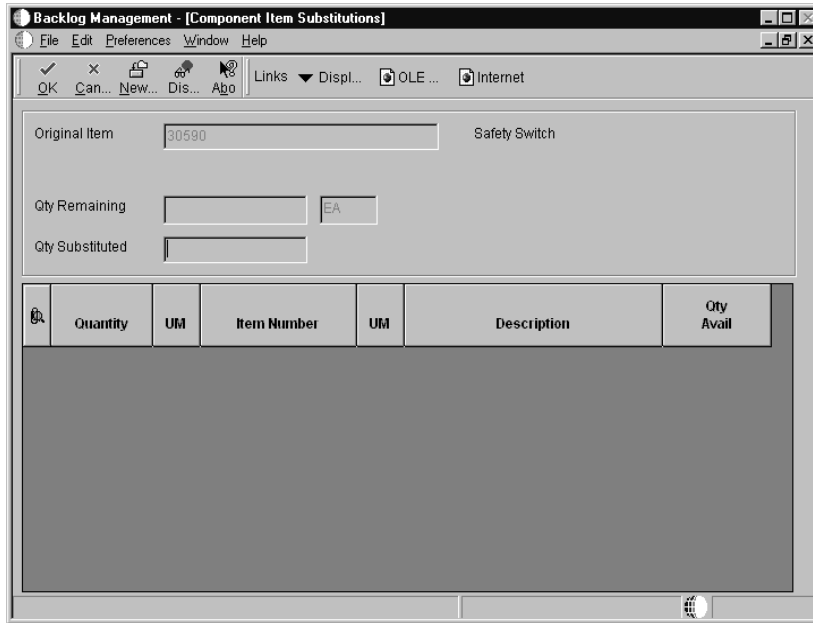 Backlog Management - [Component Item Substitutions]
File Edit Preferences Window Help
OK Can... New... Dis... Abo Links Displ... OLE ... Internet
Original Item 30590 Safety Switch
Qty Remaining EA
Qty Substituted
Quantity UM Item Number UM Description Qty Avail